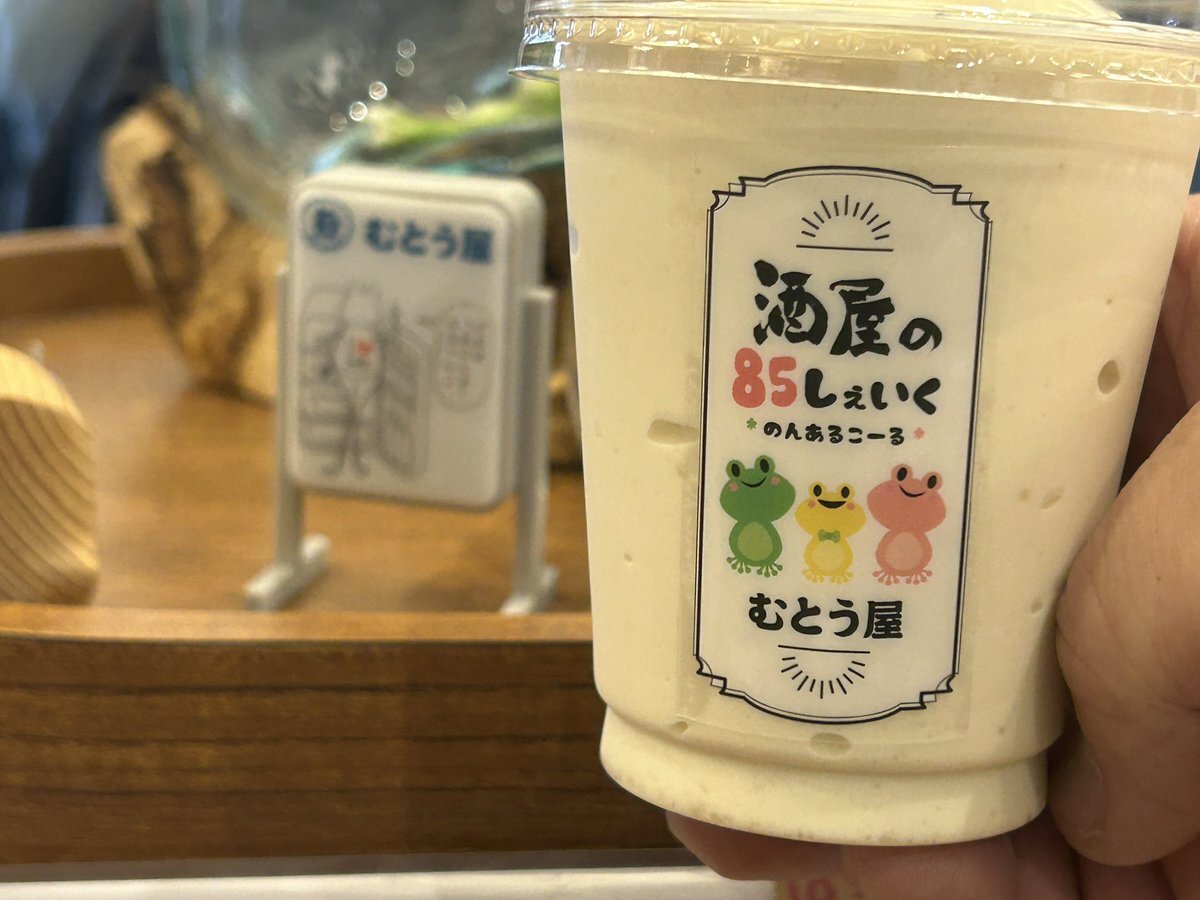 むとう屋
酒屋の
85しぇいく
のんあるこーる
むとう屋